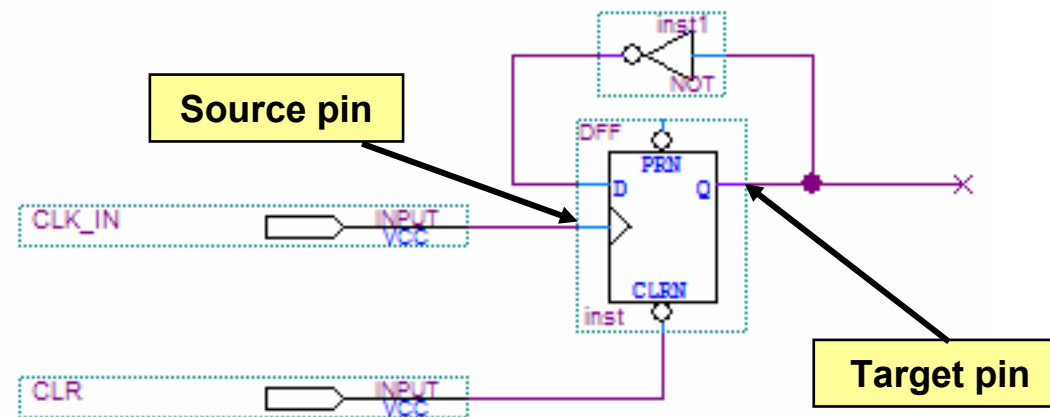 inst1
NOT
Source pin
DFF
PRN
D
Q
CLK_IN
INPUT
VCC
CLRN
inst
Target pin
CLR
INPUT
VCC